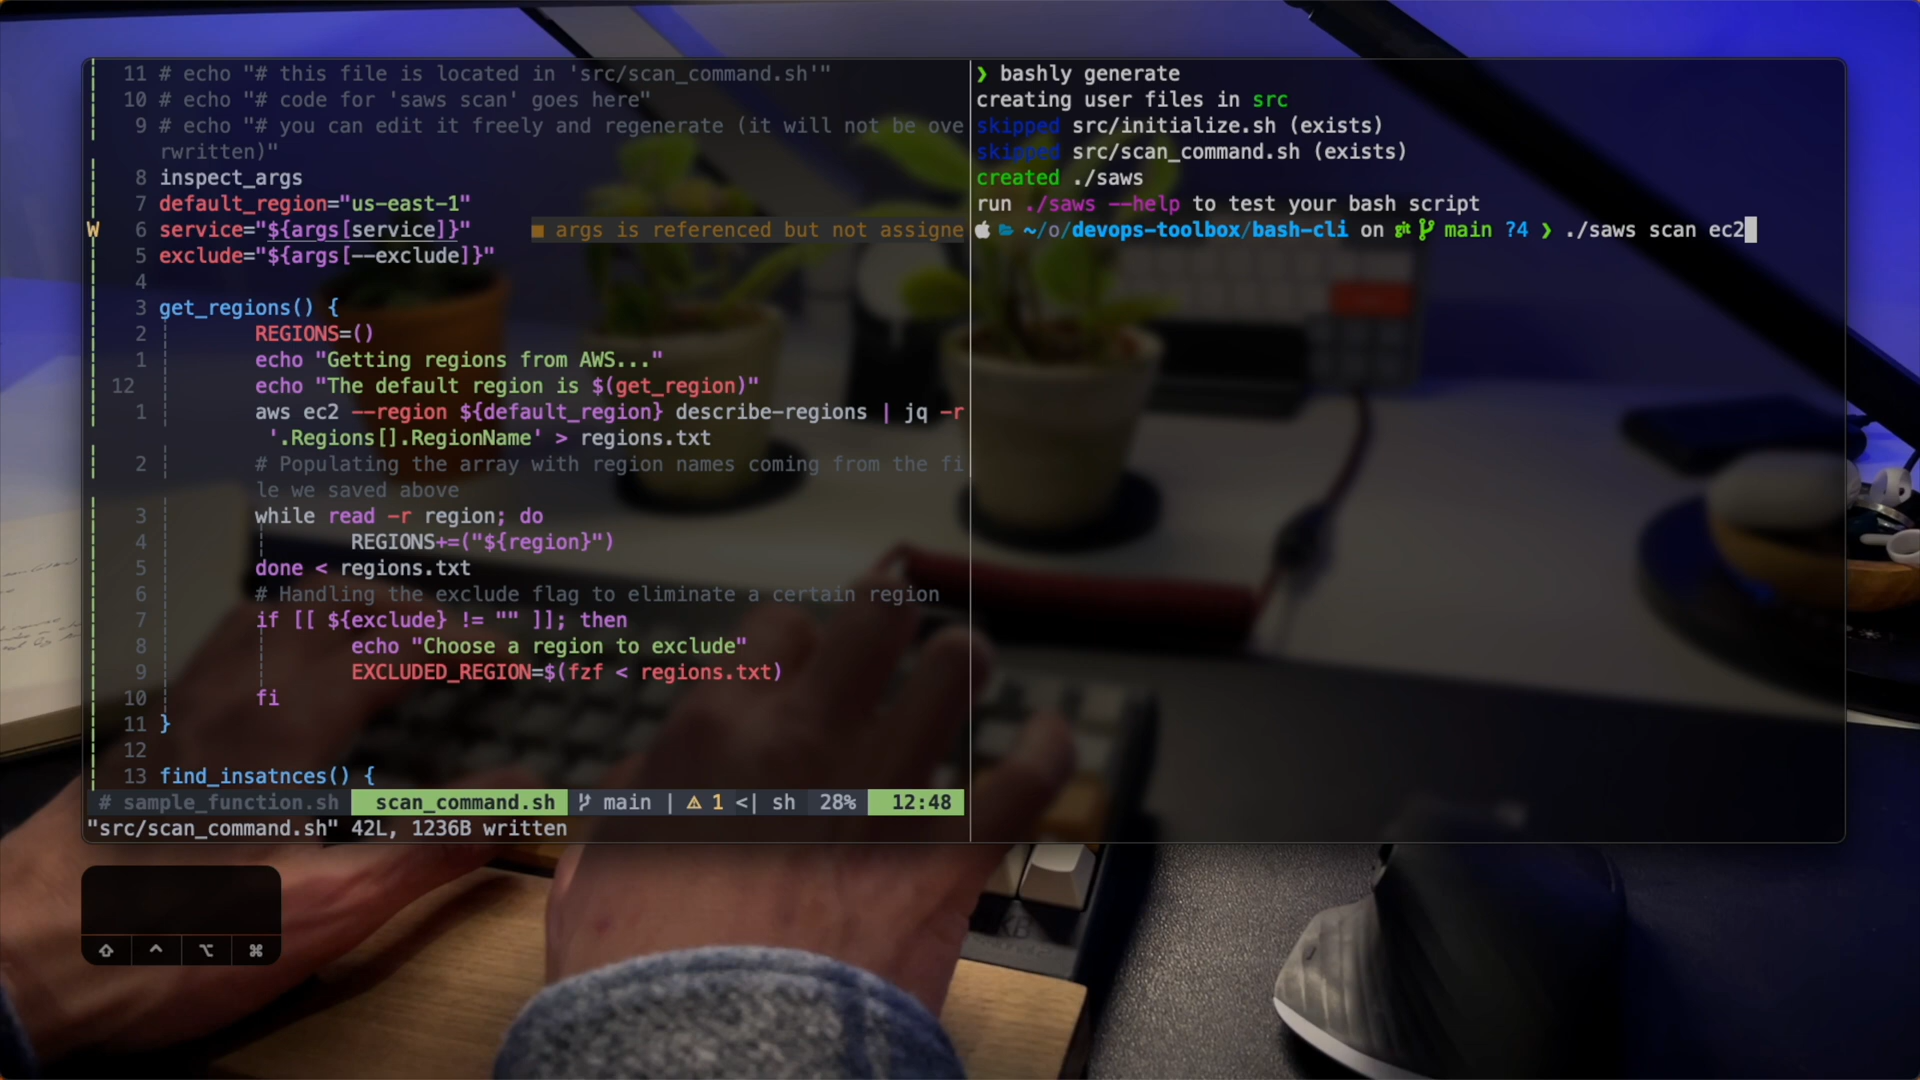 11 # echo "# this file is located in 'src/scan_command.sh'"
10 # echo "# code for 'saws scan' goes here"
9 # echo "# you can edit it freely and regenerate (it will not be ove
rwritten)"
8 inspect_args
7 default_region="us-east-1"
W 6 service="${args[service]}" ■ args is referenced but not assigne
5 exclude="${args[--exclude]}"
4
3 get_regions() {
2 REGIONS=()
1 echo "Getting regions from AWS..."
12 echo "The default region is $(get_region)"
1 aws ec2 --region ${default_region} describe-regions | jq -r
'.Regions[].RegionName' > regions.txt
2 # Populating the array with region names coming from the fi
le we saved above
3 while read -r region; do
4 REGIONS+=("${region}")
5 done < regions.txt
6 # Handling the exclude flag to eliminate a certain region
7 if [[ ${exclude} != "" ]]; then
8 echo "Choose a region to exclude"
9 EXCLUDED_REGION=$(fzf < regions.txt)
10 fi
11 }
12
13 find_insatnces() {
# sample_function.sh scan_command.sh main | ⚠ 1 <| sh 28% 12:48
"src/scan_command.sh" 42L, 1236B written
❯ bashly generate
creating user files in src
skipped src/initialize.sh (exists)
skipped src/scan_command.sh (exists)
created ./saws
run ./saws --help to test your bash script
~/o/devops-toolbox/bash-cli on git main ?4 ❯ ./saws scan ec2
⇧ ^ ⌥ ⌘